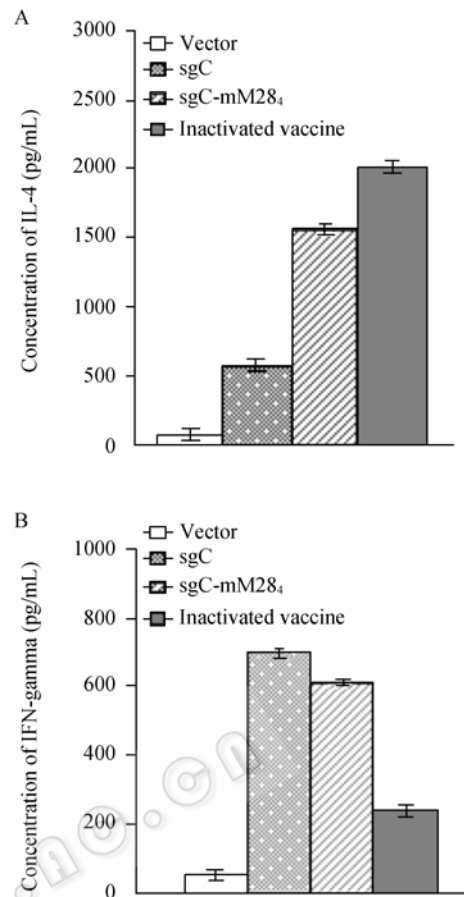 A
3000
Vector
sgC
2500
sgC-mM28₄
Inactivated vaccine
2000
1500
1000
500
0
Concentration of IL-4 (pg/mL)
B
1000
Vector
sgC
800
sgC-mM28₄
Inactivated vaccine
600
400
200
0
Concentration of IFN-gamma (pg/mL)